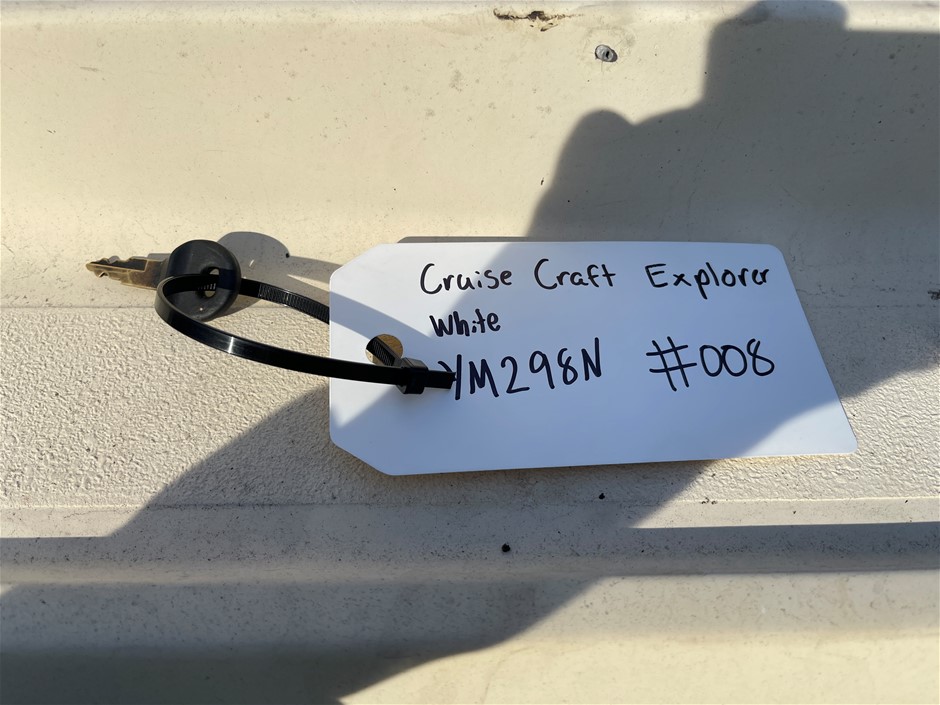 Cruise Craft Explorer
White
YM298N #008